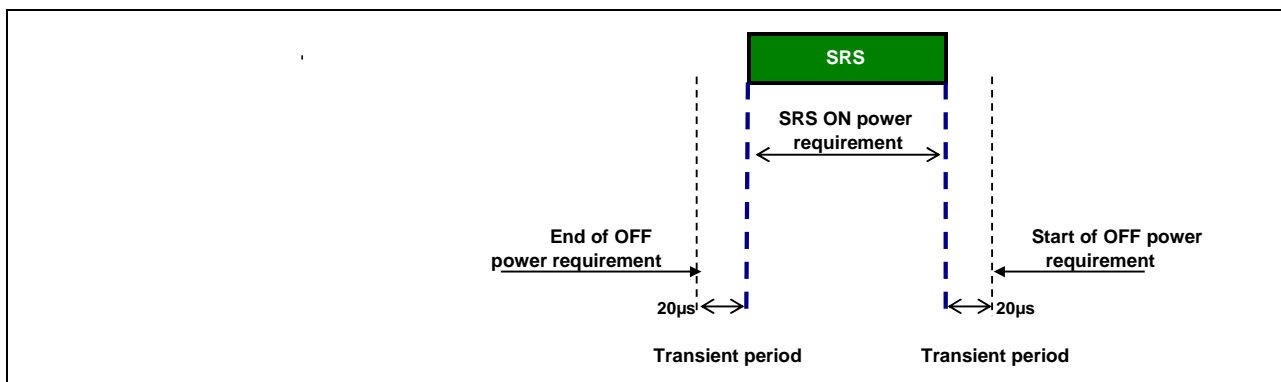 SRS
SRS ON power
requirement
End of OFF
power requirement
Start of OFF power
requirement
20µs
20µs
Transient period
Transient period